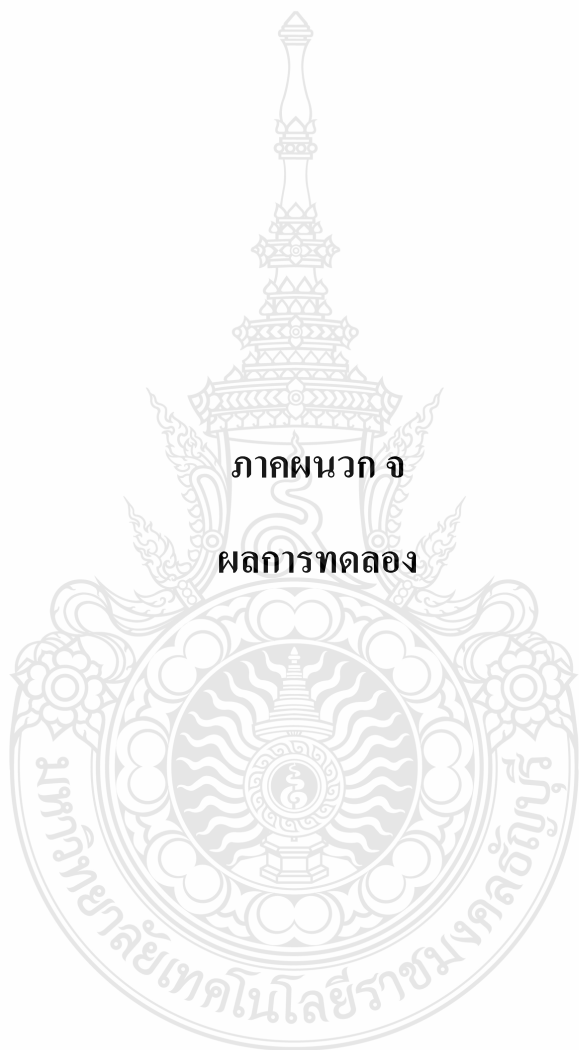 ภาคผนวก จ
ผลการทดลอง
มหาวิทยาลัยเทคโนโลยีราชมงคลธัญบุรี